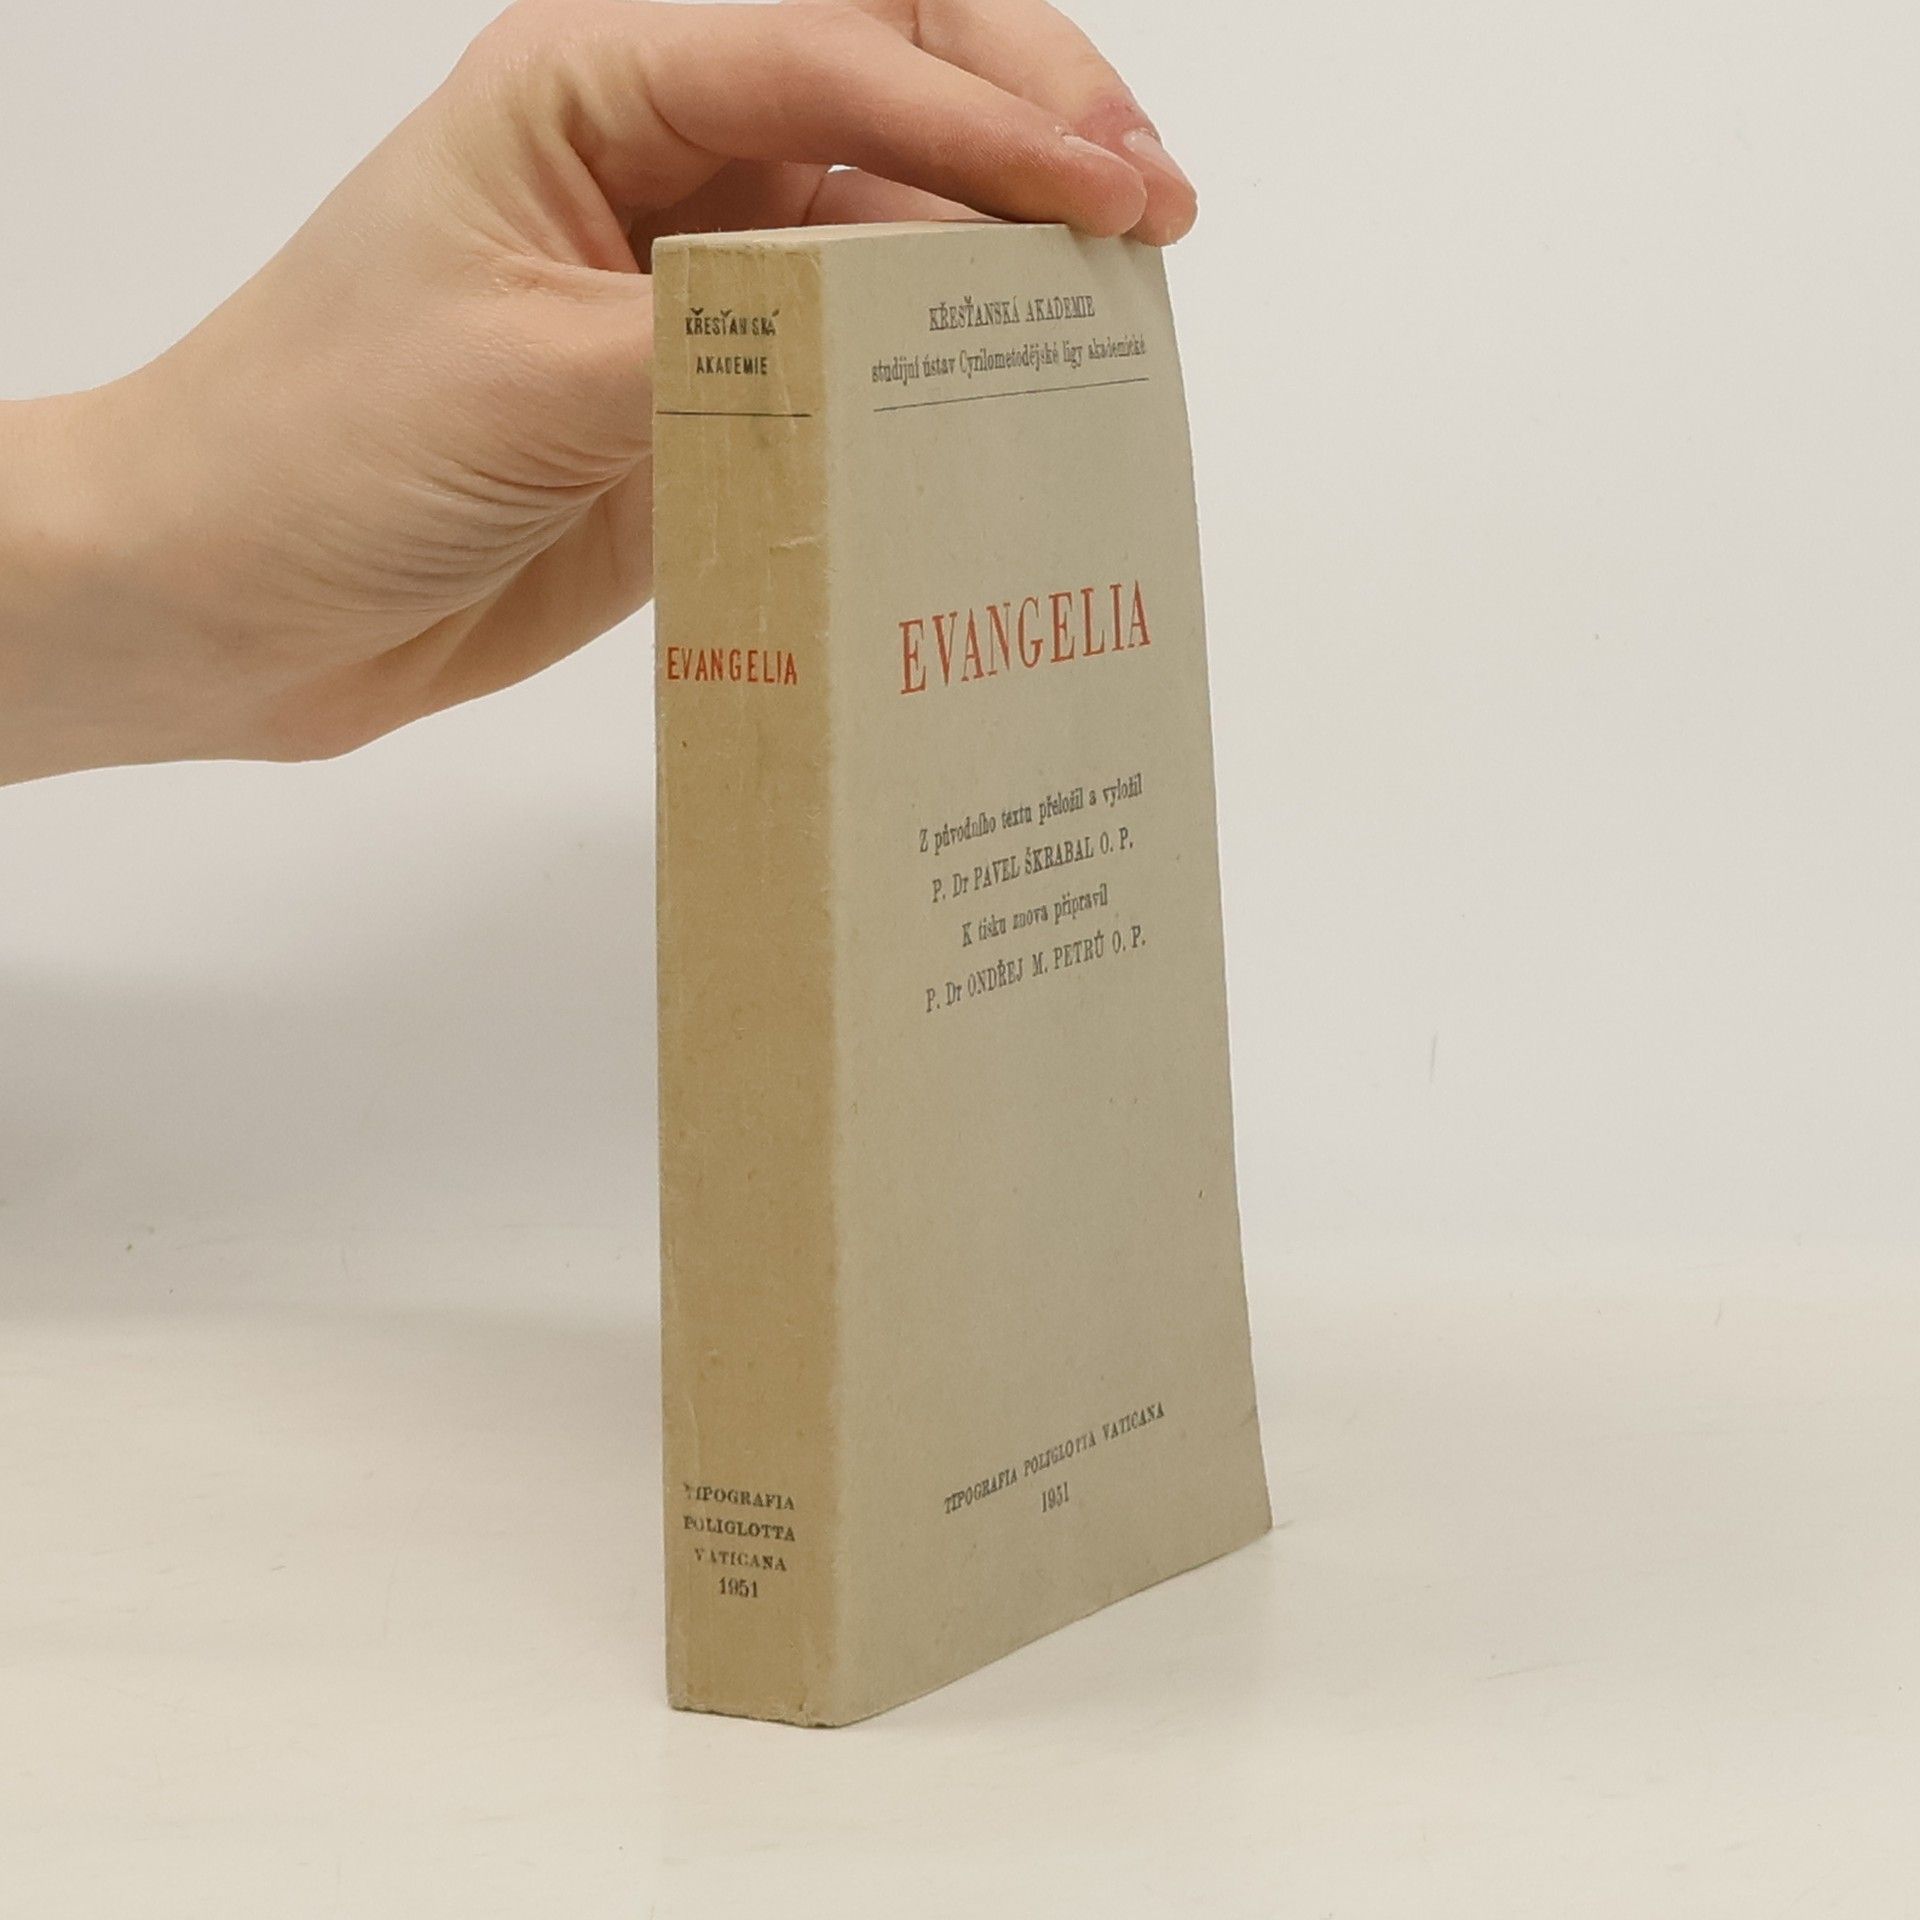 KŘESŤANSKÁ
AKADEMIE
EVANGELIA
TIPOGRAFIA
POLIGLOTTA
VATICANA
1951
KŘESŤANSKÁ AKADEMIE
studijní ústav Cyrilometodějské ligy akademické
EVANGELIA
Z původního textu přeložil a vyložil
P. Dr PAVEL ŠKRABAL O. P.
K tisku znova připravil
P. Dr ONDŘEJ M. PETRŮ O. P.
TIPOGRAFIA POLIGLOTTA VATICANA
1951